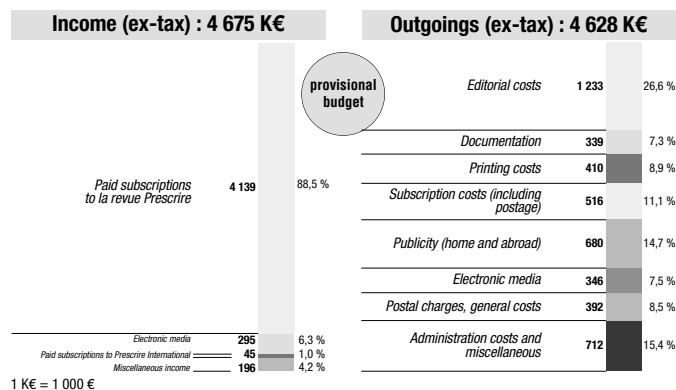 Income (ex-tax) : 4 675 K€
Paid subscriptions
to la revue Prescrire
4 139
88,5 %
Electronic media 295 6,3 %
Paid subscriptions to Prescrire International 45 1,0 %
Miscellaneous income 196 4,2 %
1 K€ = 1 000 €
provisional
budget
Outgoings (ex-tax) : 4 628 K€
Editorial costs 1 233 26,6 %
Documentation 339 7,3 %
Printing costs 410 8,9 %
Subscription costs (including
postage) 516 11,1 %
Publicity (home and abroad) 680 14,7 %
Electronic media 346 7,5 %
Postal charges, general costs 392 8,5 %
Administration costs and
miscellaneous 712 15,4 %